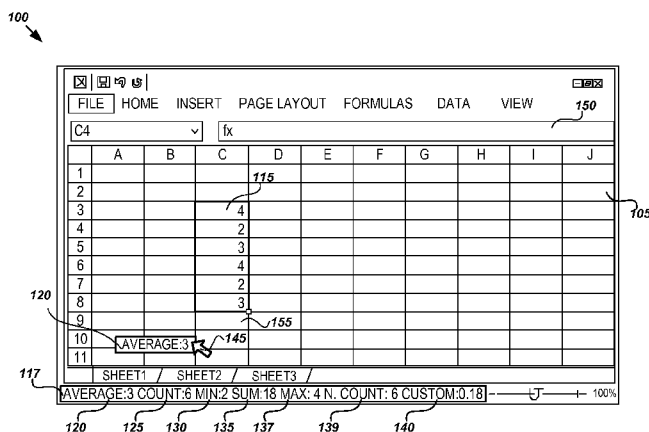 100
FILE HOME INSERT PAGE LAYOUT FORMULAS DATA VIEW 150
C4 fx
A B C D E F G H I J
1 115
2
105
3 4
4 2
5 3
6 4
7 2
120
8 3
9 155
10 AVERAGE:3 145
11
SHEET1 SHEET2 SHEET3
117
AVERAGE:3 COUNT:6 MIN:2 SUM:18 MAX: 4 N. COUNT: 6 CUSTOM:0.18 100%
120 125 130 135 137 139 140